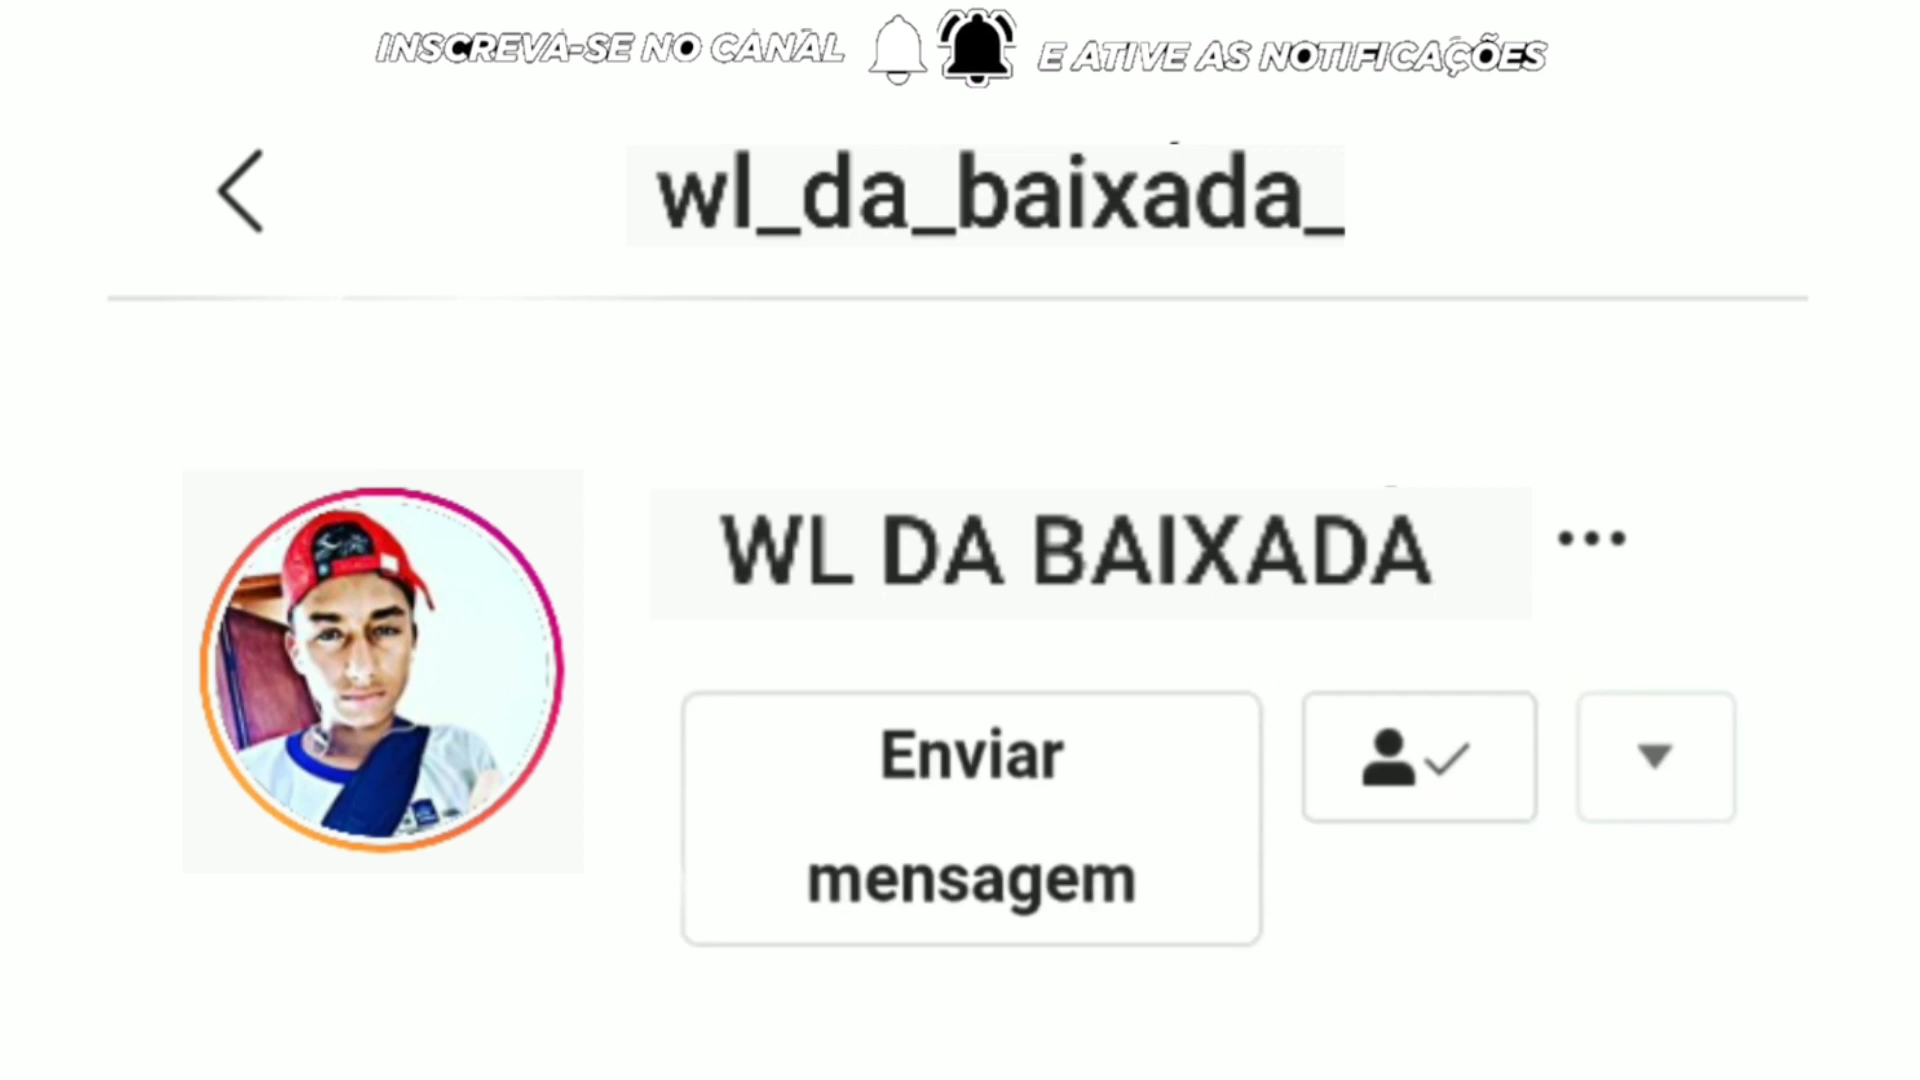 INSCREVA-SE NO CANAL E ATIVE AS NOTIFICAÇÕES
wl_da_baixada_
WL DA BAIXADA
Enviar
mensagem